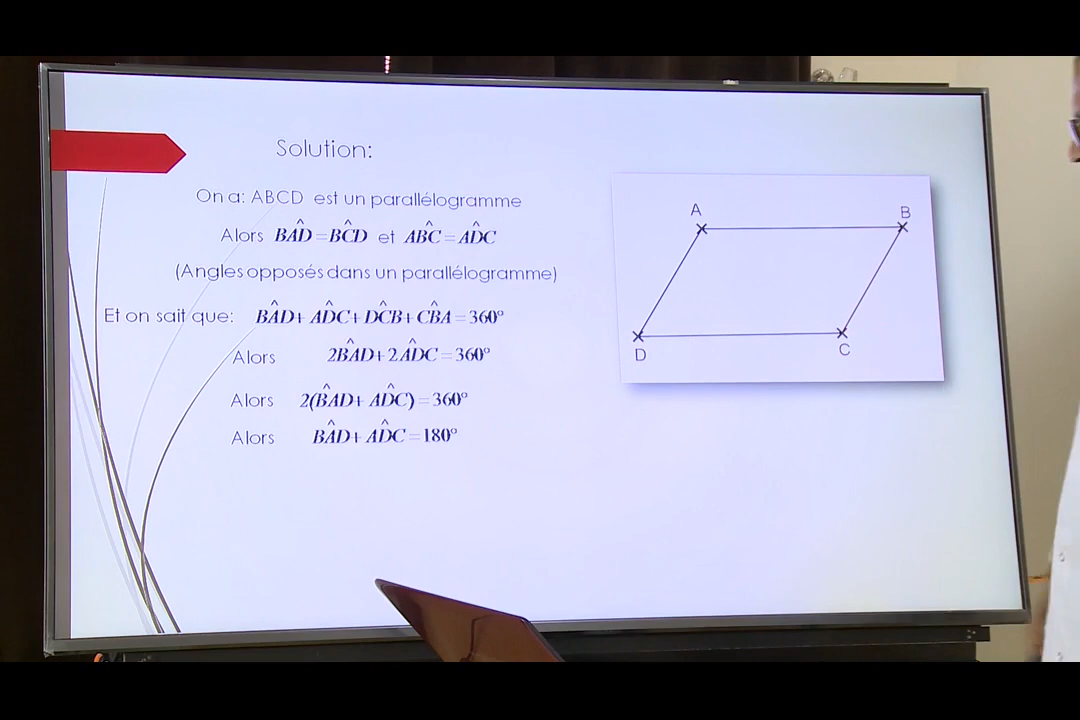 Solution:
On a: ABCD est un parallélogramme
Alors BÂD = BĈD et AB̂C = AD̂C
(Angles opposés dans un parallélogramme)
Et on sait que: BÂD+ AD̂C+ DĈB+ CB̂A = 360°
Alors 2BÂD+ 2AD̂C = 360°
Alors 2(BÂD+ AD̂C) = 360°
Alors BÂD+ AD̂C = 180°
A B
D C